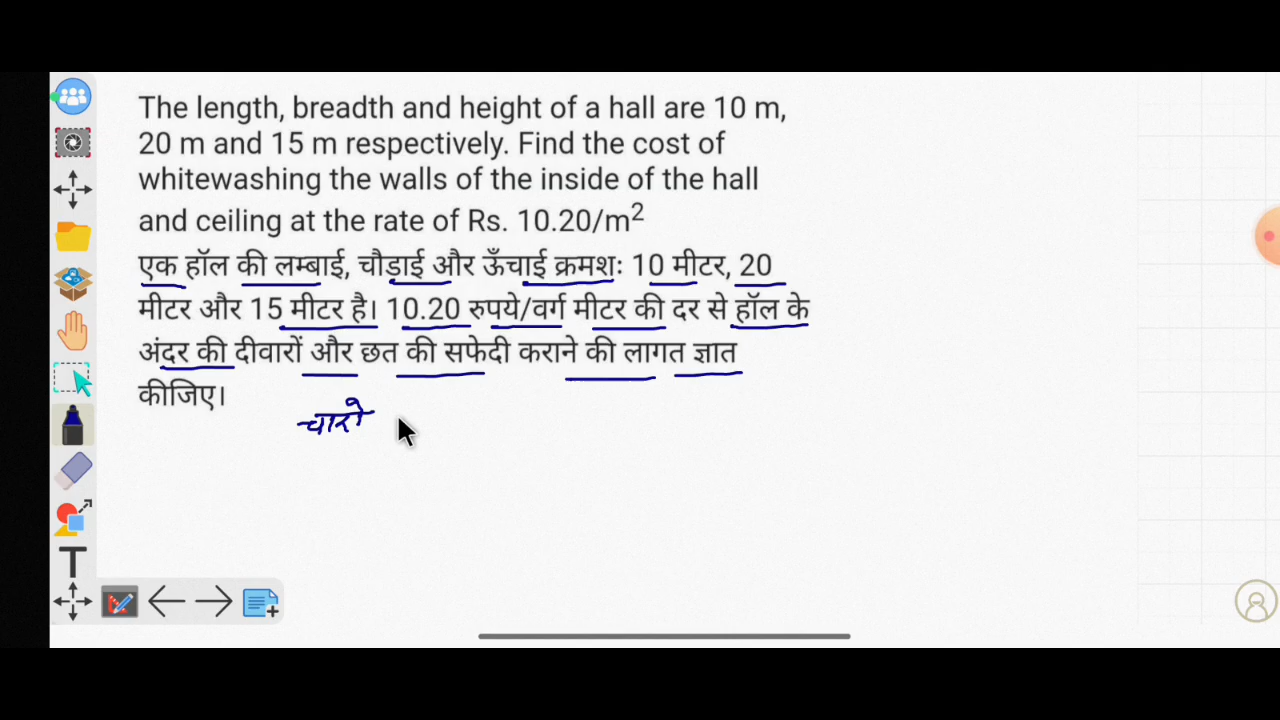 The length, breadth and height of a hall are 10 m,
20 m and 15 m respectively. Find the cost of
whitewashing the walls of the inside of the hall
and ceiling at the rate of Rs. 10.20/m²
एक हॉल की लम्बाई, चौड़ाई और ऊँचाई क्रमशः 10 मीटर, 20
मीटर और 15 मीटर है। 10.20 रुपये/वर्ग मीटर की दर से हॉल के
अंदर की दीवारों और छत की सफेदी कराने की लागत ज्ञात
कीजिए।
चारो
T